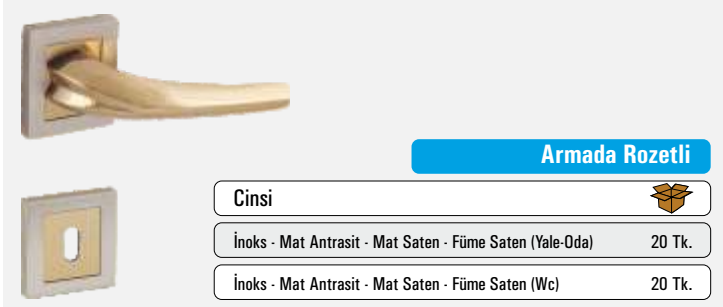 Armada Rozetli
Cinsi
İnoks - Mat Antrasit - Mat Saten - Füme Saten (Yale-Oda) 20 Tk.
İnoks - Mat Antrasit - Mat Saten - Füme Saten (Wc) 20 Tk.